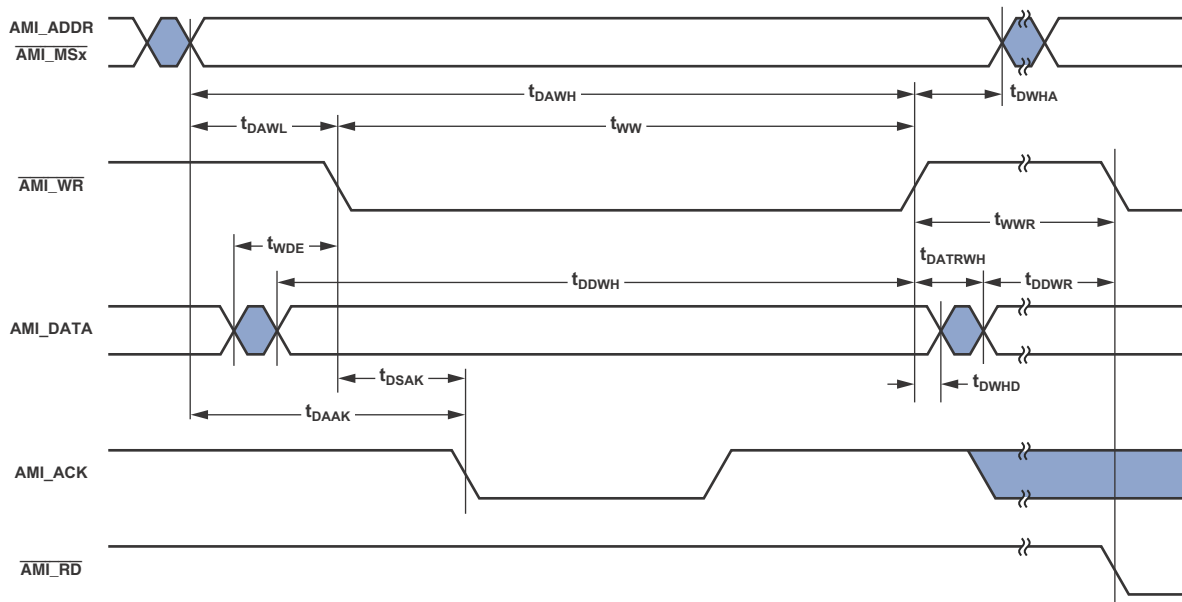 AMI_ADDR
AMI_MSx
tDAWH
tDWHA
tDAWL
tWW
AMI_WR
tWWR
tWDE
tDATRWH
tDDWH
tDDWR
AMI_DATA
tDSAK
tDWHD
tDAAK
AMI_ACK
AMI_RD